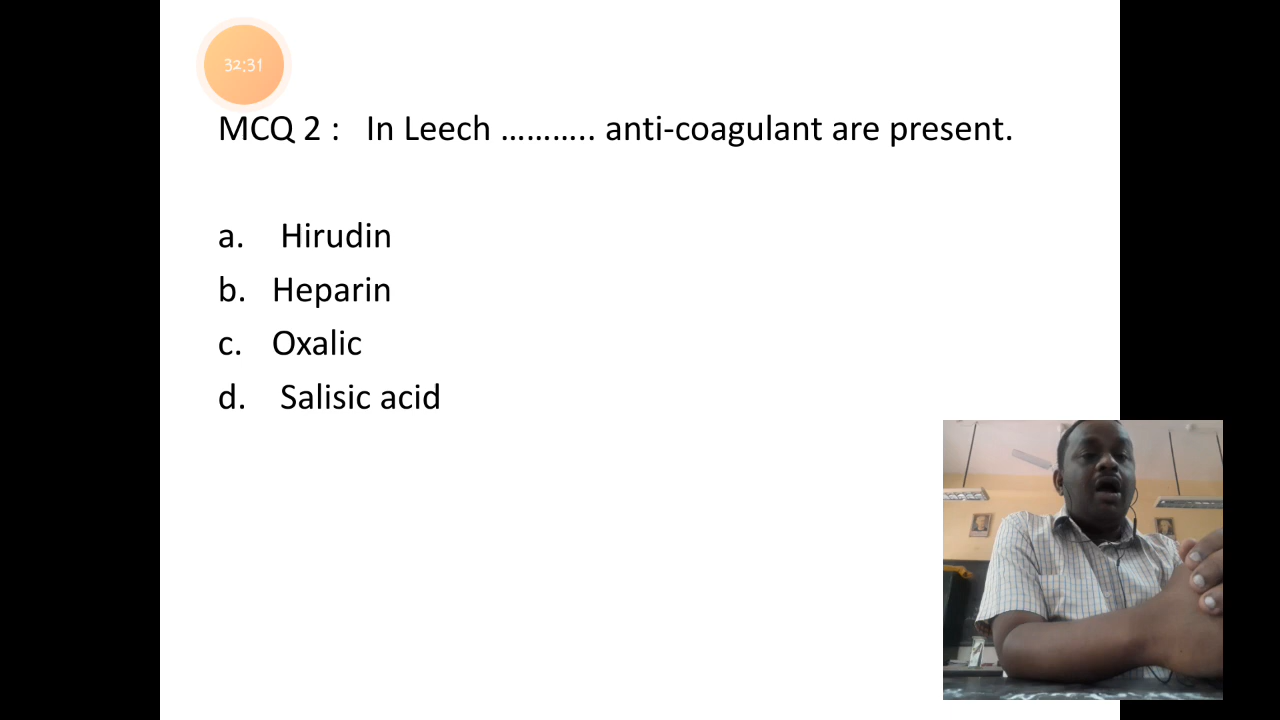 32:31
MCQ 2 : In Leech ……….. anti-coagulant are present.
a. Hirudin
b. Heparin
c. Oxalic
d. Salisic acid